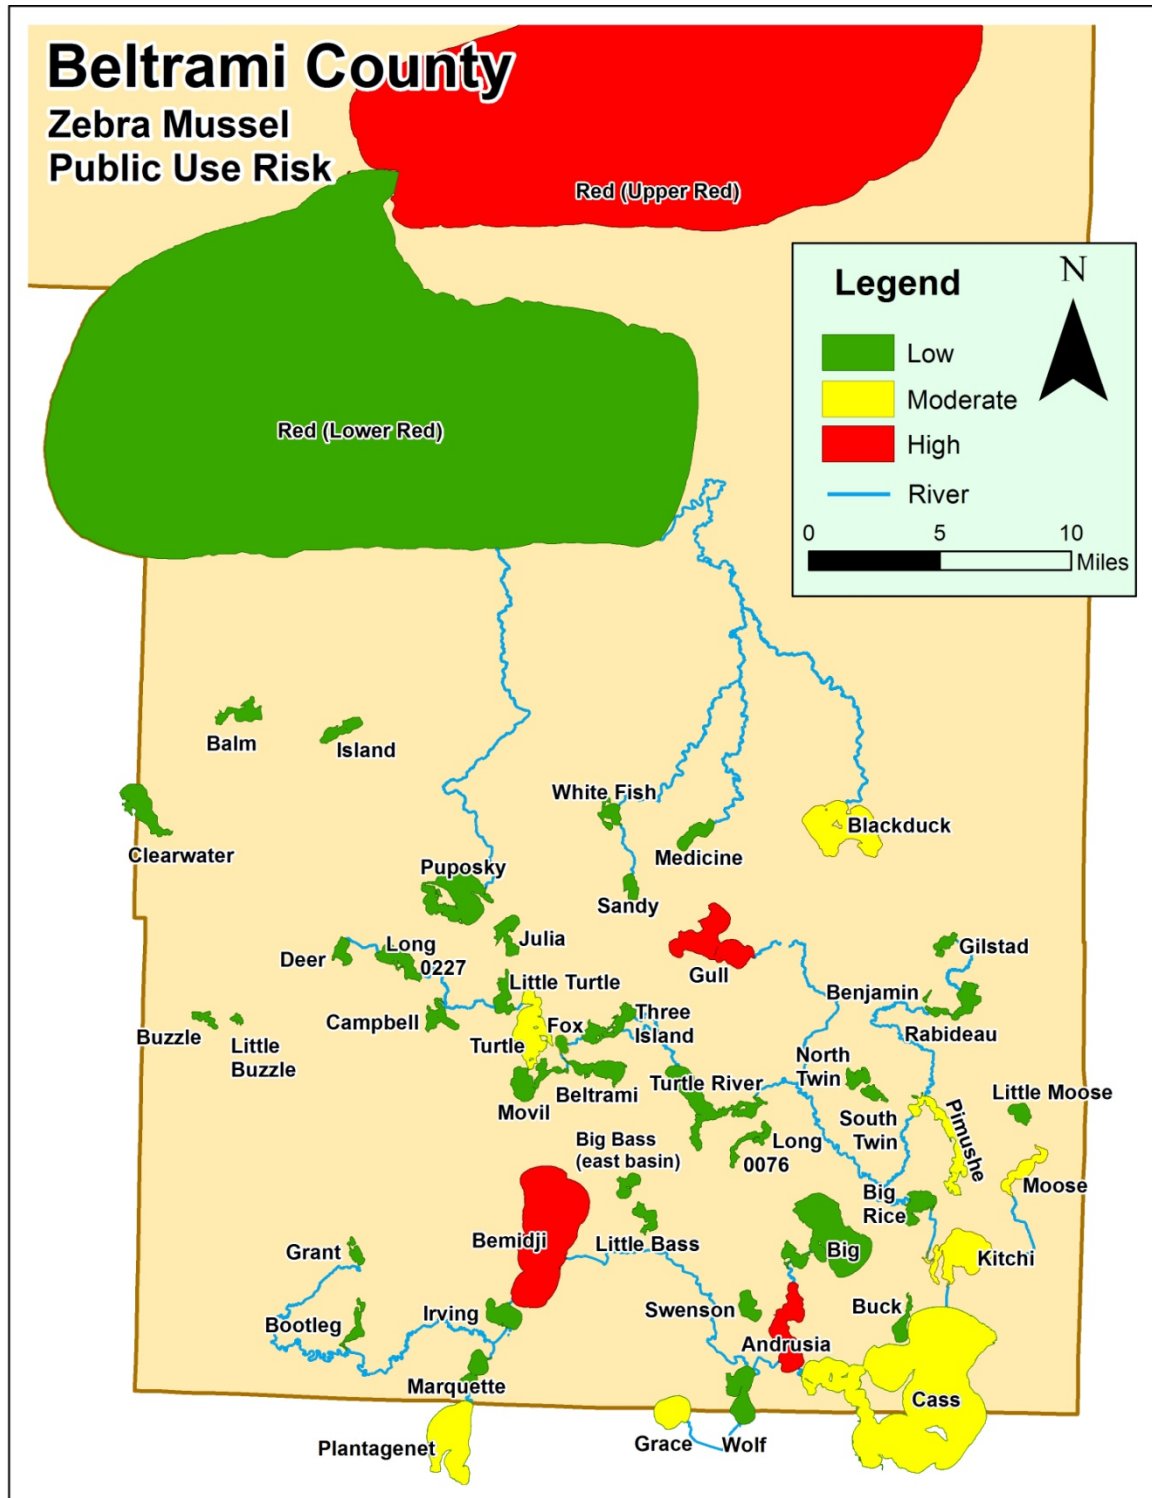 Beltrami County
Zebra Mussel
Public Use Risk
Red (Upper Red)
Legend
N
Low
Moderate
High
River
0 5 10
Miles
Red (Lower Red)
Balm
Island
Clearwater
White Fish
Medicine
Blackduck
Puposky
Sandy
Julia
Deer
Long
0227
Gull
Gilstad
Little Turtle
Benjamin
Rabideau
Campbell
Three
Island
Fox
Turtle
Buzzle
Little
Buzzle
North
Twin
Turtle River
Beltrami
Movil
Little Moose
South
Twin
Pimushe
Big Bass
(east basin)
Long
0076
Moose
Big
Rice
Bemidji
Little Bass
Big
Kitchi
Grant
Irving
Bootleg
Swenson
Buck
Andrusia
Marquette
Cass
Plantagenet
Grace
Wolf